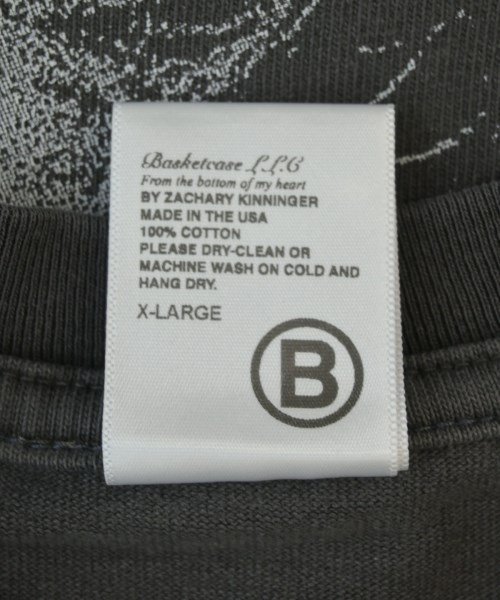 Basketcase LLC
From the bottom of my heart
BY ZACHARY KINNINGER
MADE IN THE USA
100% COTTON
PLEASE DRY-CLEAN OR
MACHINE WASH ON COLD AND
HANG DRY.
X-LARGE
B